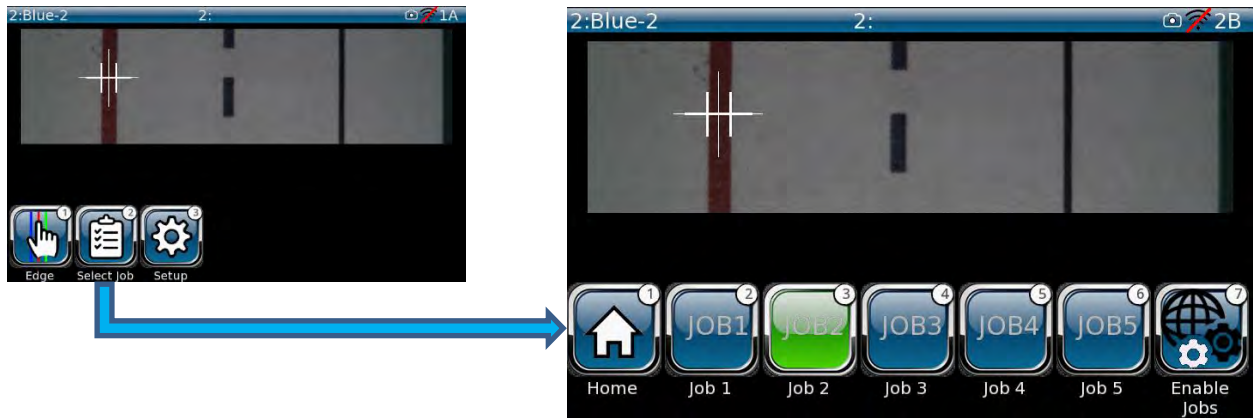 2:Blue-2 2: 1A
1 2 3
Edge Select Job Setup
2:Blue-2 2: 2B
1 2 3 4 5 6 7
JOB1 JOB2 JOB3 JOB4 JOB5
Home Job 1 Job 2 Job 3 Job 4 Job 5 Enable
Jobs